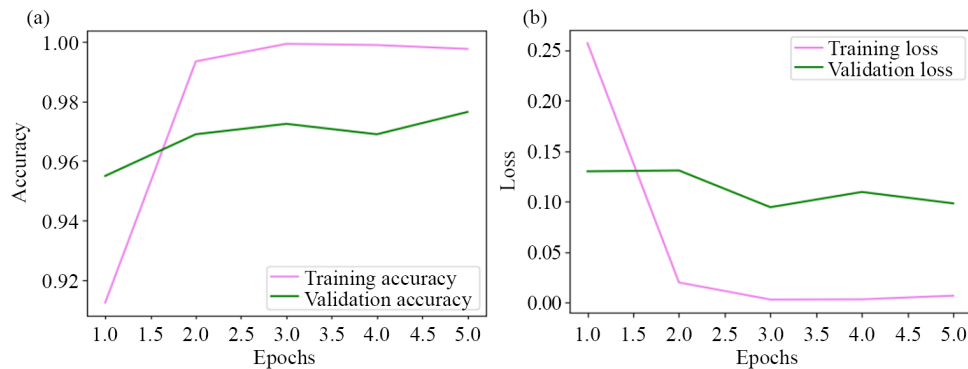 (a)
1.00
0.98
0.96
0.94
0.92
Accuracy
Training accuracy
Validation accuracy
1.0 1.5 2.0 2.5 3.0 3.5 4.0 4.5 5.0
Epochs
(b)
0.25
0.20
0.15
0.10
0.05
0.00
Loss
Training loss
Validation loss
1.0 1.5 2.0 2.5 3.0 3.5 4.0 4.5 5.0
Epochs